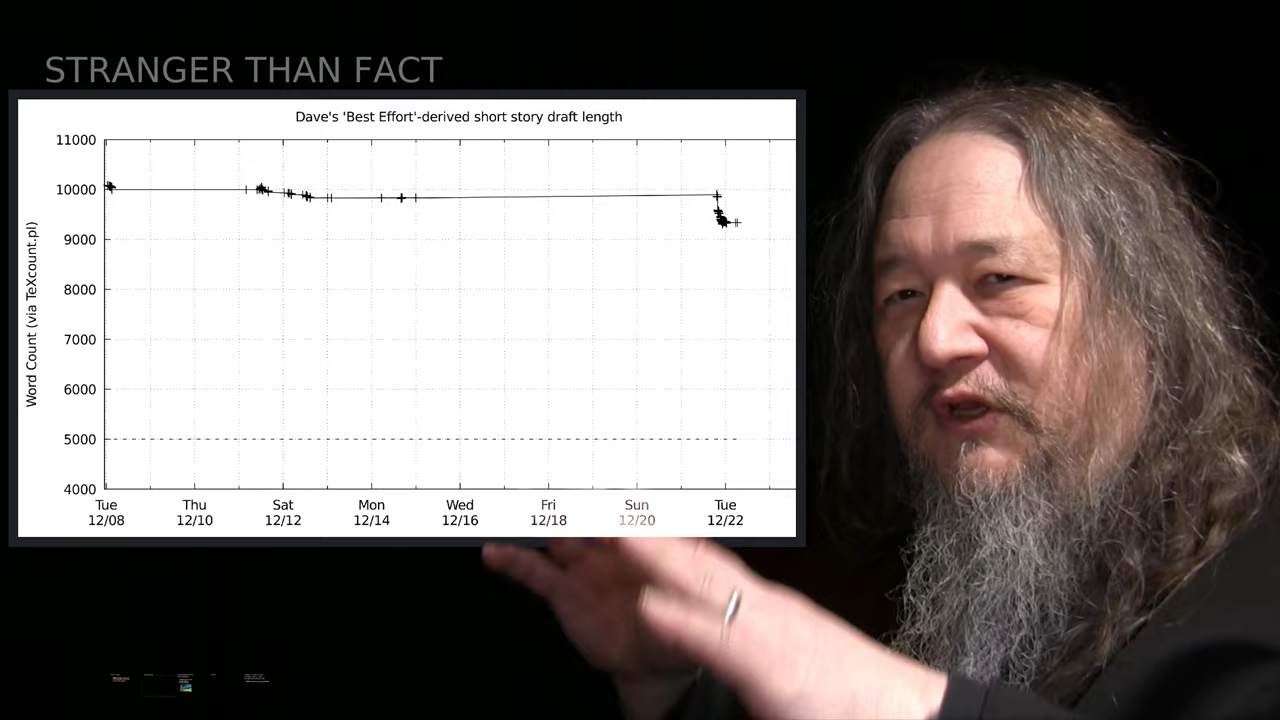 STRANGER THAN FACT
Dave's 'Best Effort'-derived short story draft length
Word Count (via TeXcount.pl)
11000
10000
9000
8000
7000
6000
5000
4000
Tue Thu Sat Mon Wed Fri Sun Tue
12/08 12/10 12/12 12/14 12/16 12/18 12/20 12/22